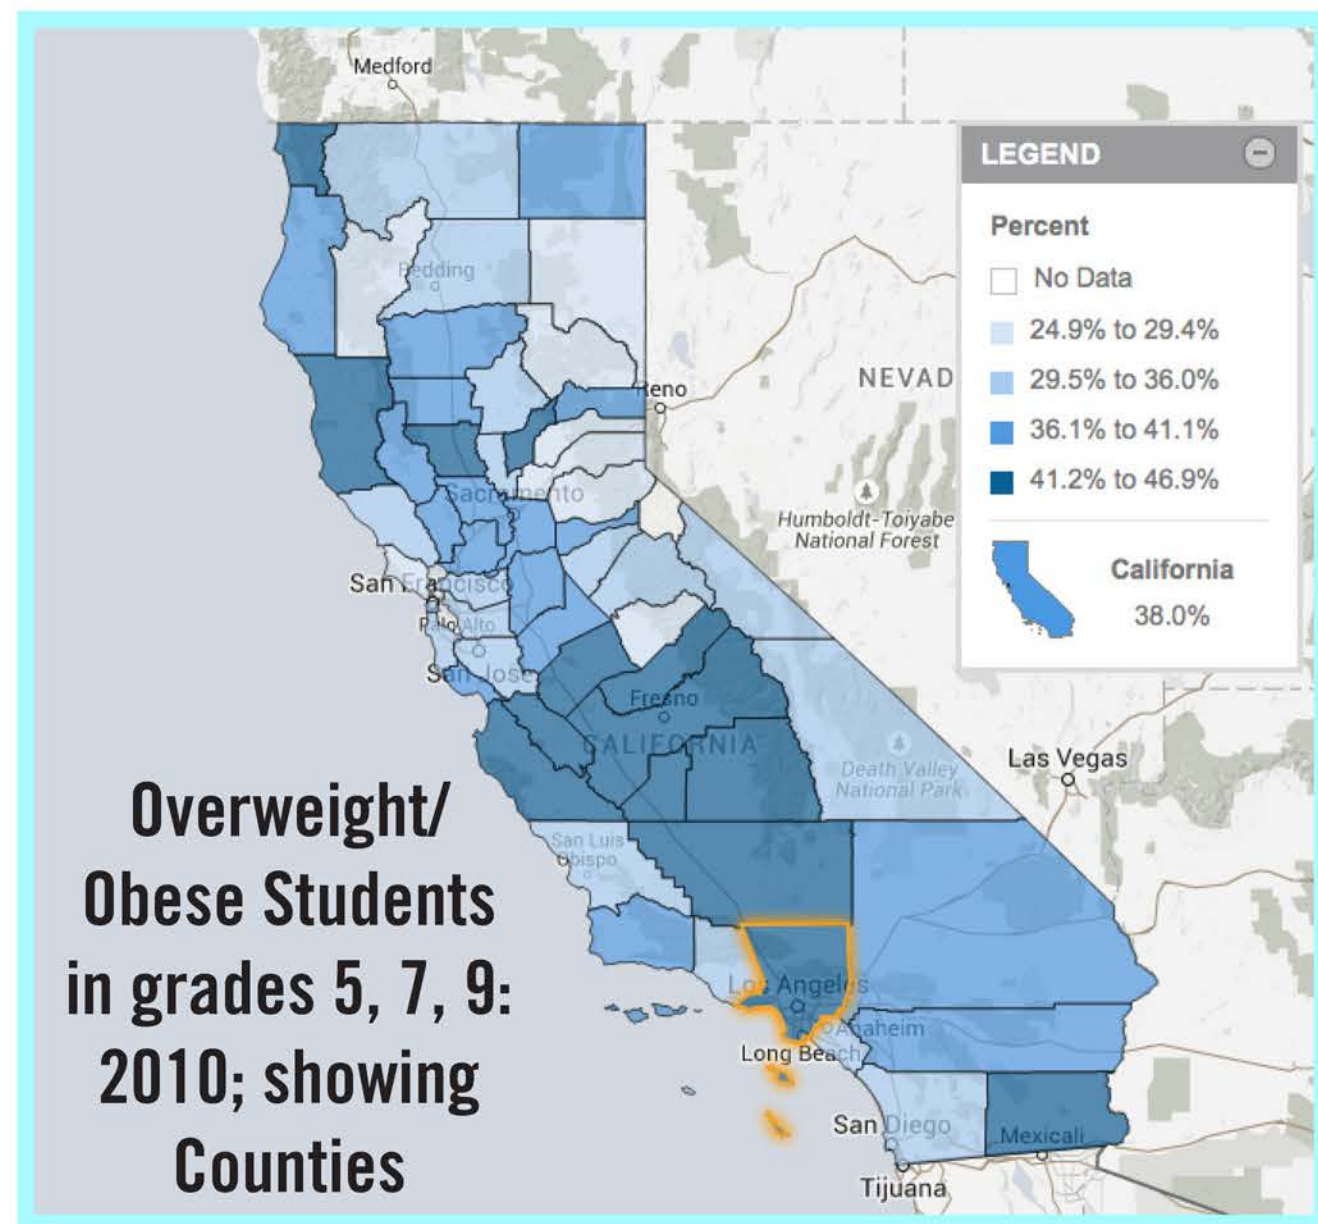 Medford
LEGEND
Percent
No Data
24.9% to 29.4%
29.5% to 36.0%
36.1% to 41.1%
41.2% to 46.9%
California
38.0%
Redding
NEVAD
Reno
Sacramento
Humboldt-Toiyabe
National Forest
San Francisco
Palo Alto
San Jose
Fresno
CALIFORNIA
Death Valley
National Park
Las Vegas
San Luis
Obispo
Los Angeles
Anaheim
Long Beach
San Diego
Mexicali
Tijuana
Overweight/
Obese Students
in grades 5, 7, 9:
2010; showing
Counties